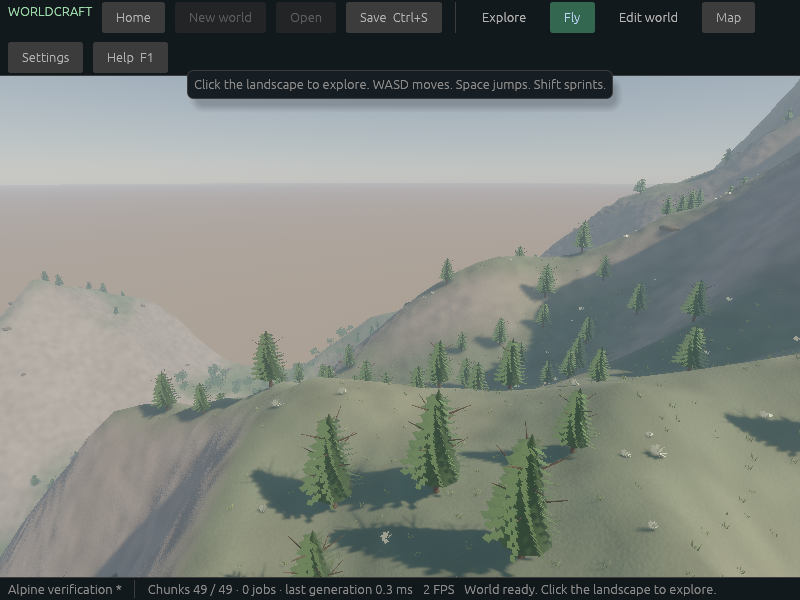 WORLDCRAFT Home New world Open Save Ctrl+S Explore Fly Edit world Map
Settings Help F1
Click the landscape to explore. WASD moves. Space jumps. Shift sprints.
Alpine verification * Chunks 49 / 49 · 0 jobs · last generation 0.3 ms 2 FPS World ready. Click the landscape to explore.